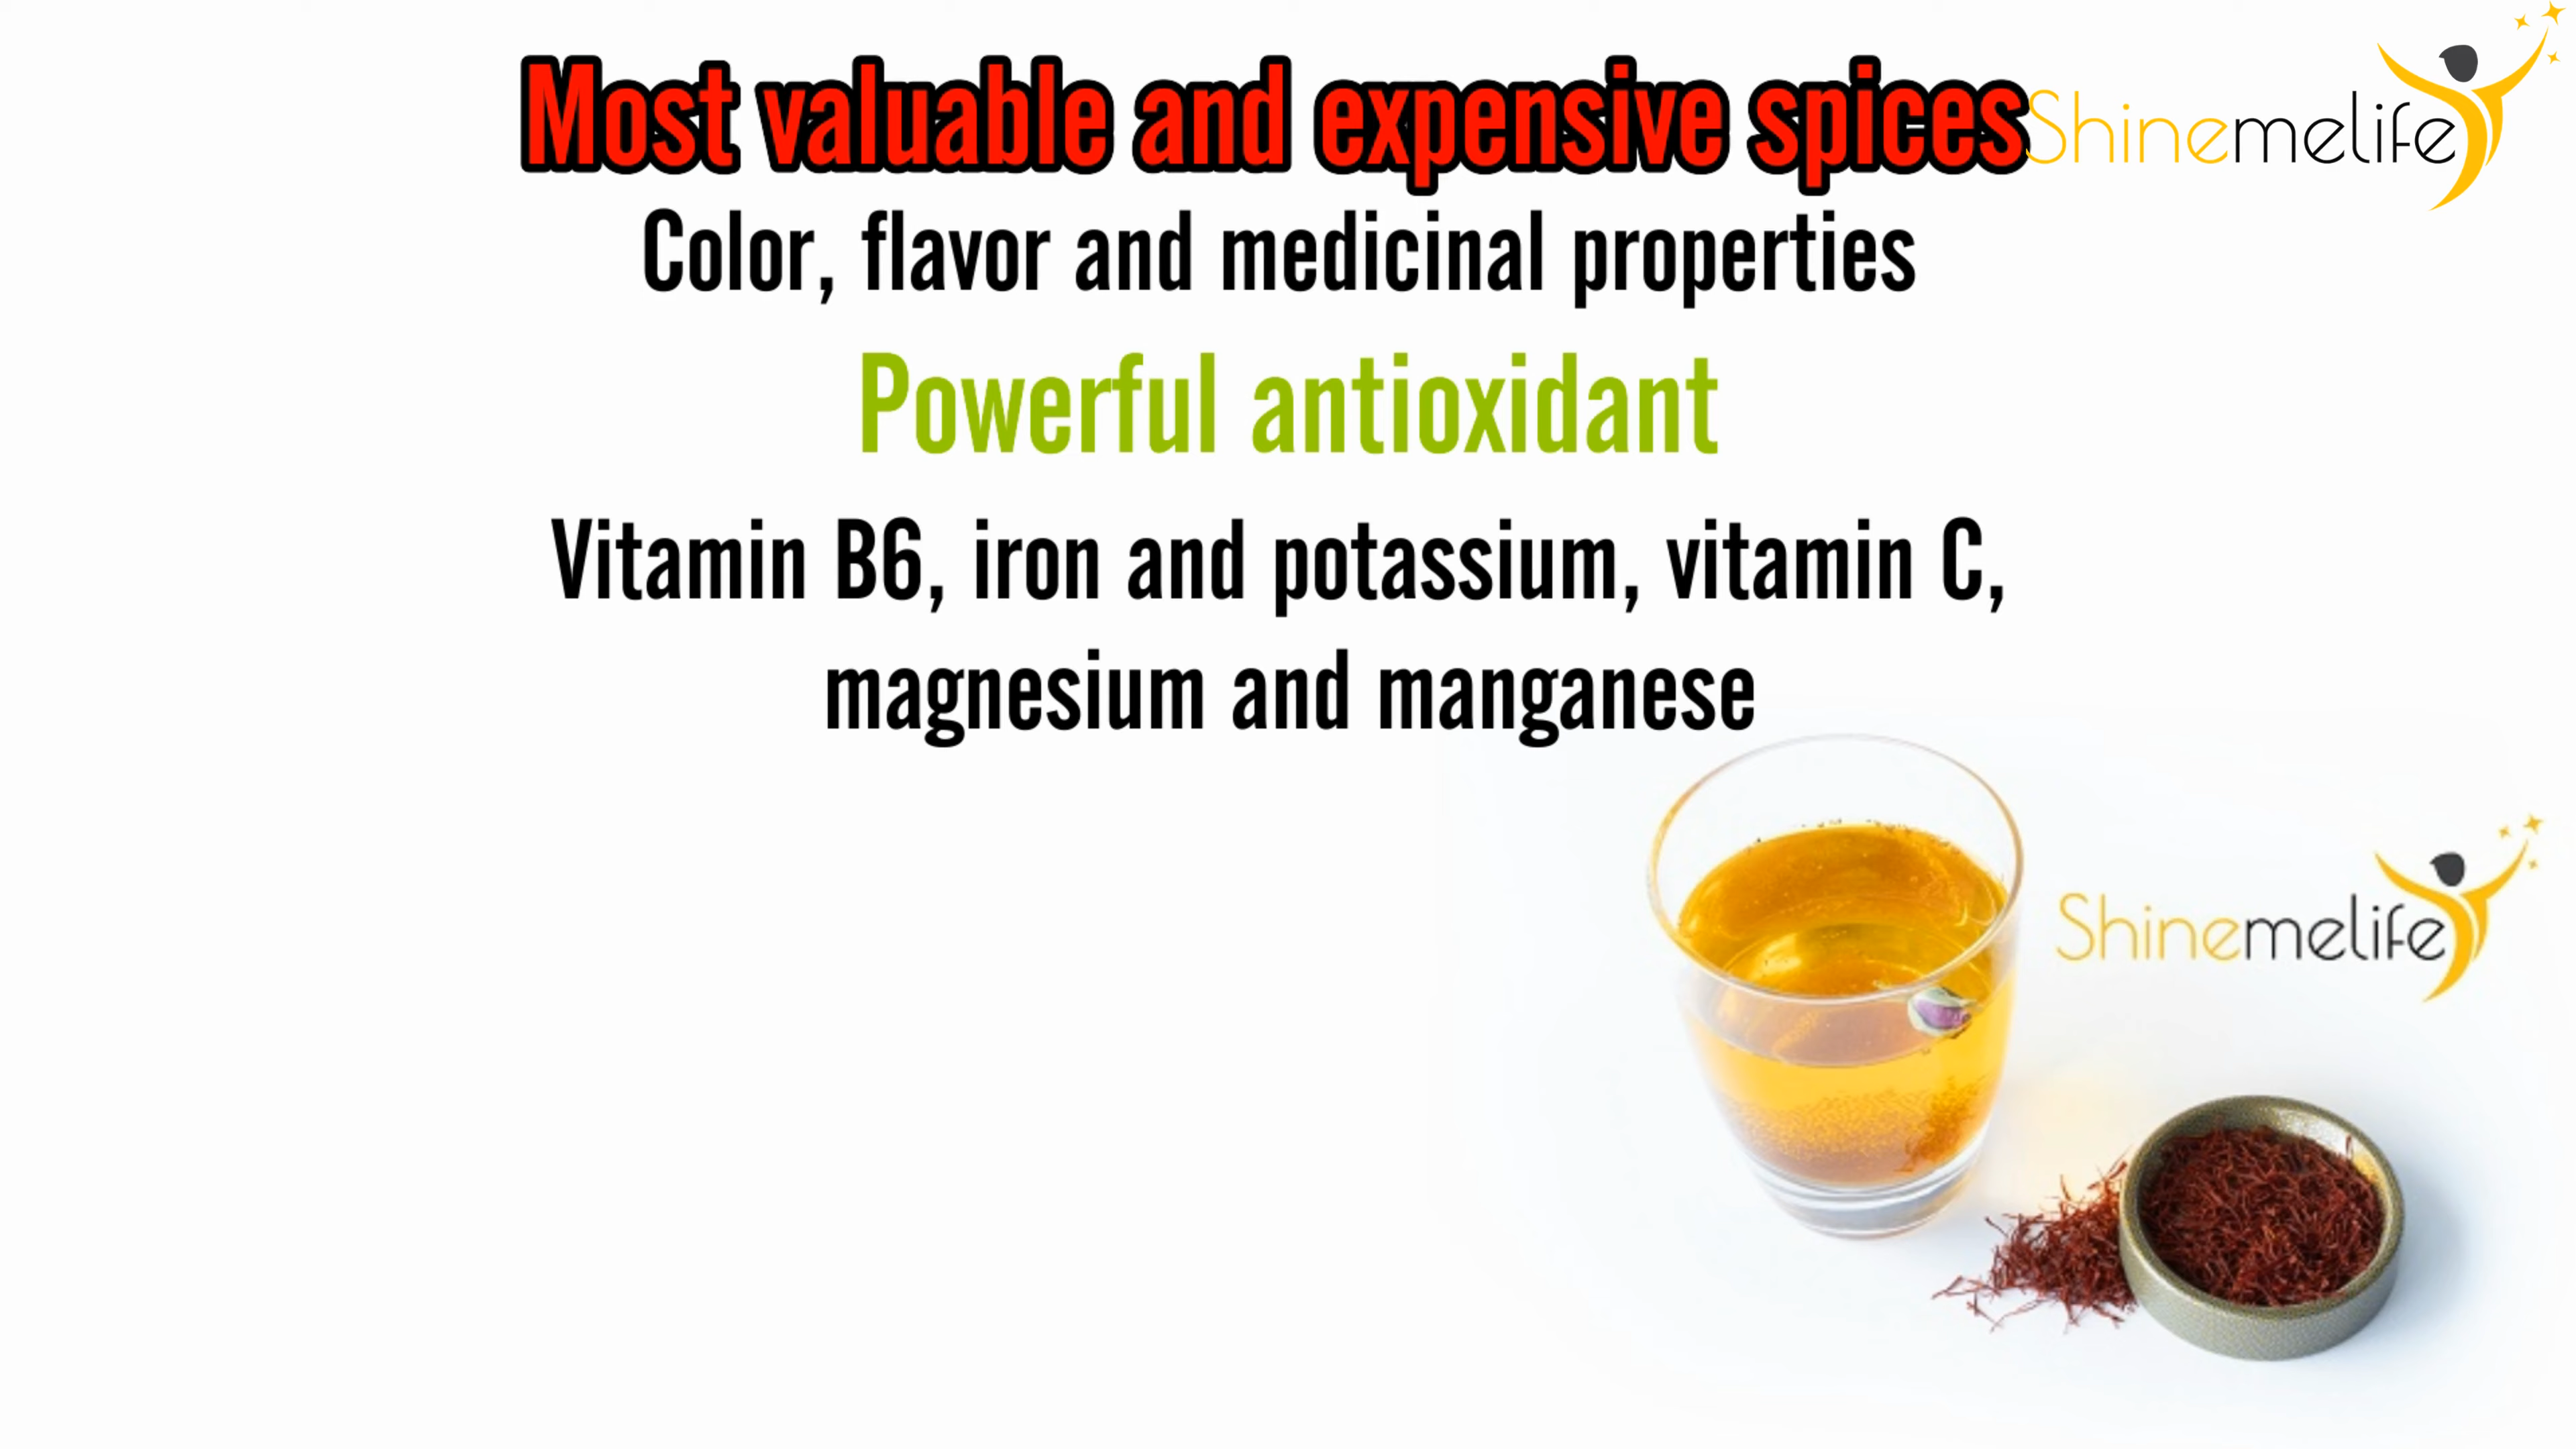 Most valuable and expensive spices
Shinemelife
Color, flavor and medicinal properties
Powerful antioxidant
Vitamin B6, iron and potassium, vitamin C,
magnesium and manganese
Shinemelife